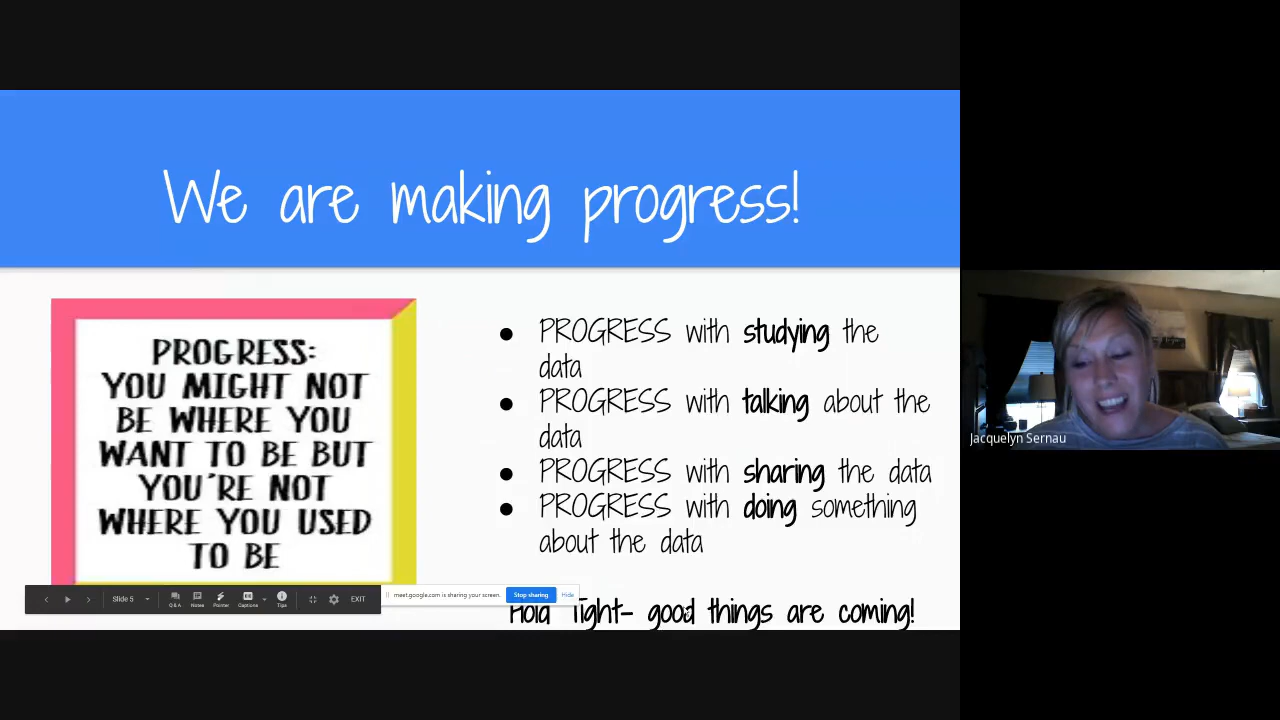 We are making progress!
PROGRESS:
YOU MIGHT NOT
BE WHERE YOU
WANT TO BE BUT
YOU'RE NOT
WHERE YOU USED
TO BE
PROGRESS with studying the
data
PROGRESS with talking about the
data
PROGRESS with sharing the data
PROGRESS with doing something
about the data
Hold Tight- good things are coming!
Slide 5
Q & A
Notes
Pointer
Captions
Tips
EXIT
meet.google.com is sharing your screen.
Stop sharing
Hide
Jacquelyn Sernau